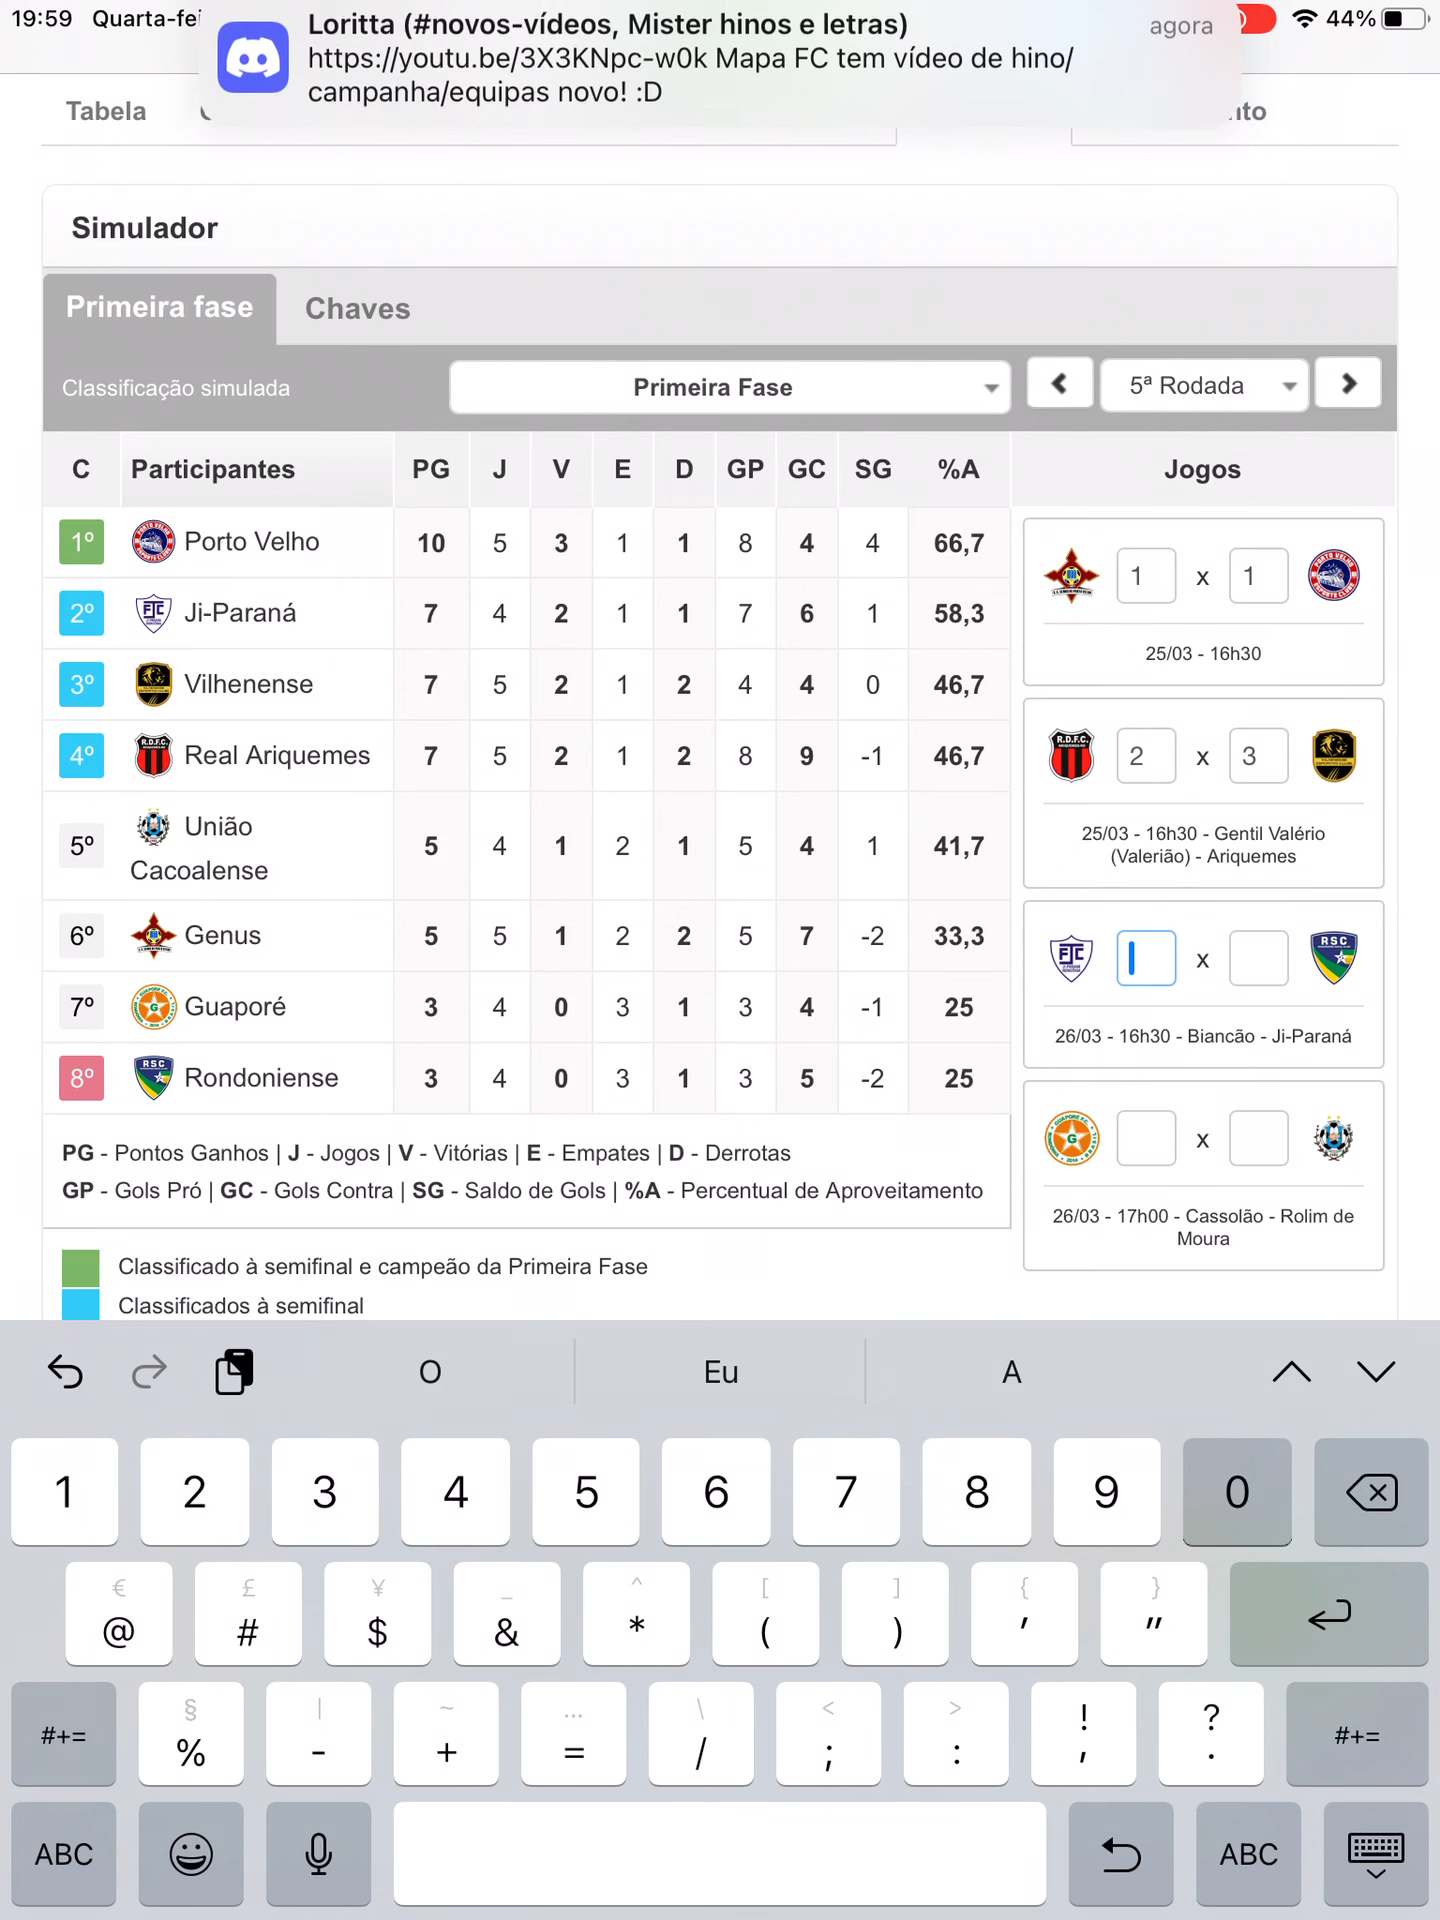 19:59 Quarta-fei
Loritta (#novos-vídeos, Mister hinos e letras)
agora
44%
https://youtu.be/3X3KNpc-w0k Mapa FC tem vídeo de hino/
campanha/equipas novo! :D
Tabela
nto
Simulador
Primeira fase
Chaves
Classificação simulada
Primeira Fase
5ª Rodada
C Participantes PG J V E D GP GC SG %A Jogos
1º Porto Velho 10 5 3 1 1 8 4 4 66,7
2º Ji-Paraná 7 4 2 1 1 7 6 1 58,3
3º Vilhenense 7 5 2 1 2 4 4 0 46,7
4º Real Ariquemes 7 5 2 1 2 8 9 -1 46,7
5º União
Cacoalense 5 4 1 2 1 5 4 1 41,7
6º Genus 5 5 1 2 2 5 7 -2 33,3
7º Guaporé 3 4 0 3 1 3 4 -1 25
8º Rondoniense 3 4 0 3 1 3 5 -2 25
1 x 1
25/03 - 16h30
2 x 3
25/03 - 16h30 - Gentil Valério
(Valerião) - Ariquemes
x
RSC
26/03 - 16h30 - Biancão - Ji-Paraná
x
26/03 - 17h00 - Cassolão - Rolim de
Moura
PG - Pontos Ganhos | J - Jogos | V - Vitórias | E - Empates | D - Derrotas
GP - Gols Pró | GC - Gols Contra | SG - Saldo de Gols | %A - Percentual de Aproveitamento
Classificado à semifinal e campeão da Primeira Fase
Classificados à semifinal
O Eu A
1 2 3 4 5 6 7 8 9 0
€ £ ¥ _ ^ [ ] { }
@ # $ & * ( ) ' "
§ | ~ ... \ < > ! ?
#+= % - + = / ; : , . #+=
ABC ABC